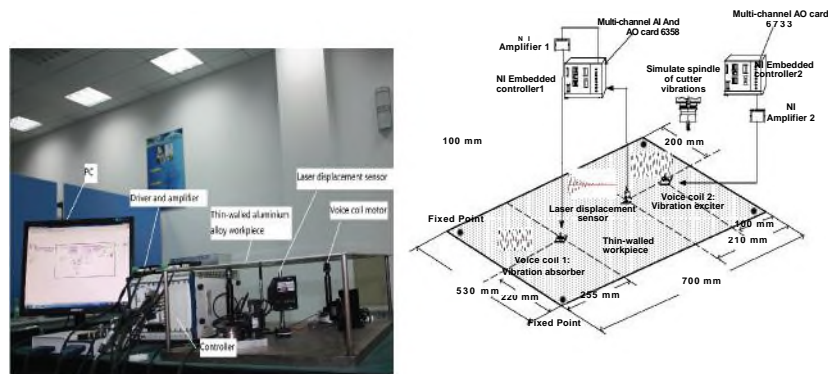 PC
Driver and amplifier
Thin-walled aluminium
alloy workpiece
Laser displacement
sensor
Voice coil motor
Controller
Multi-channel AI And
AO card 6358
Multi-channel AO card
6733
N I
Amplifier 1
NI Embedded
controller1
Simulate spindle
of cutter
vibrations
NI Embedded
controller2
NI
Amplifier 2
100 mm
200 mm
Fixed Point
Laser displacement
sensor
Voice coil 2:
Vibration exciter
100 mm
210 mm
Thin-walled
workpiece
Voice coil 1:
Vibration absorber
700 mm
530 mm
220 mm
255 mm
Fixed Point